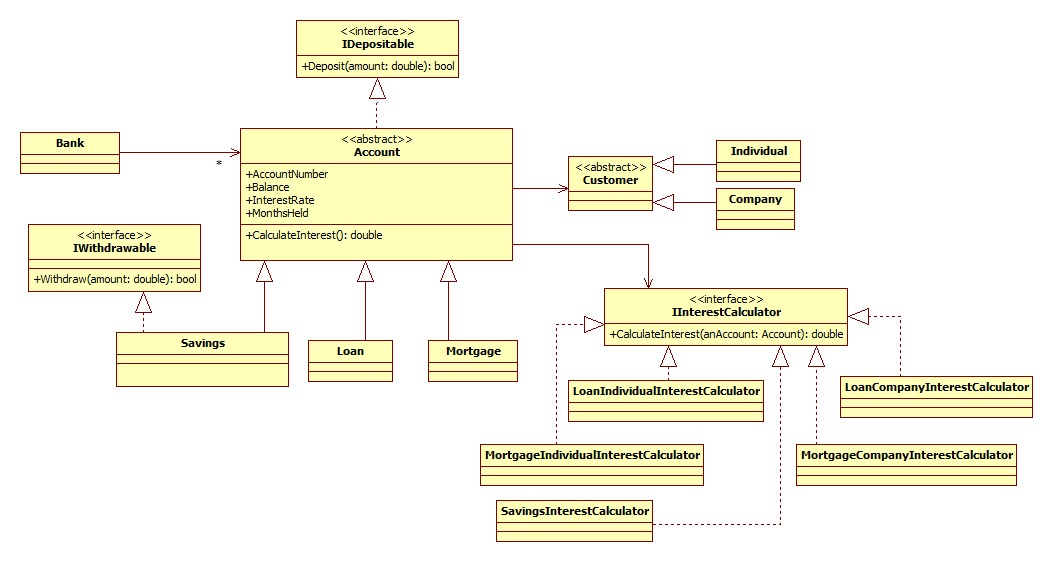 <<interface>>
IDepositable
+Deposit(amount: double): bool
Bank
*
<<abstract>>
Account
+AccountNumber
+Balance
+InterestRate
+MonthsHeld
+CalculateInterest(): double
<<abstract>>
Customer
Individual
Company
<<interface>>
IWithdrawable
+Withdraw(amount: double): bool
<<interface>>
IInterestCalculator
+CalculateInterest(anAccount: Account): double
Savings
Loan
Mortgage
LoanIndividualInterestCalculator
LoanCompanyInterestCalculator
MortgageIndividualInterestCalculator
MortgageCompanyInterestCalculator
SavingsInterestCalculator